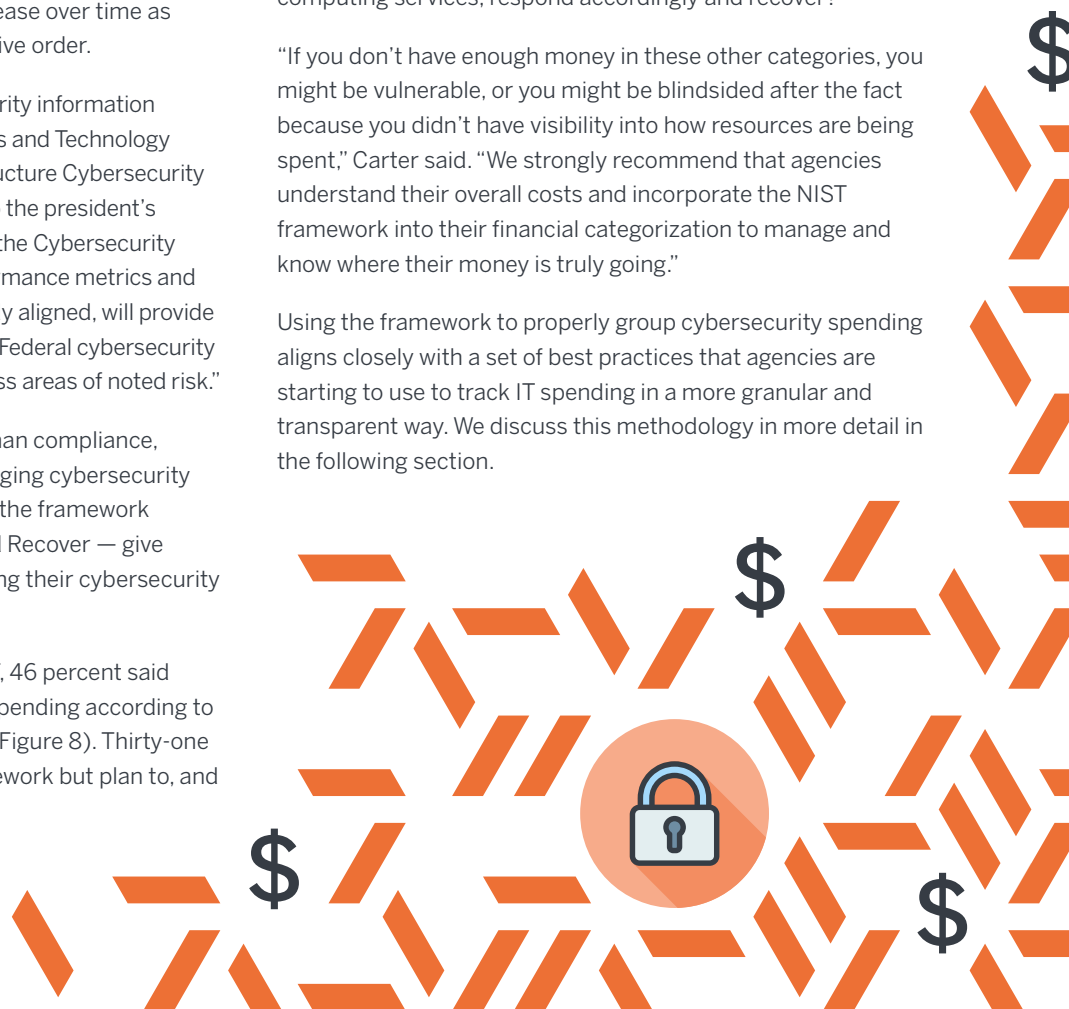 ease over time as
ive order.
rity information
s and Technology
ucture Cybersecurity
the president's
the Cybersecurity
rmance metrics and
y aligned, will provide
Federal cybersecurity
ss areas of noted risk."
an compliance,
ging cybersecurity
the framework
Recover — give
ng their cybersecurity
, 46 percent said
pending according to
Figure 8). Thirty-one
ework but plan to, and
computing services, respond accordingly and recover?
“If you don’t have enough money in these other categories, you
might be vulnerable, or you might be blindsided after the fact
because you didn’t have visibility into how resources are being
spent,” Carter said. “We strongly recommend that agencies
understand their overall costs and incorporate the NIST
framework into their financial categorization to manage and
know where their money is truly going.”
Using the framework to properly group cybersecurity spending
aligns closely with a set of best practices that agencies are
starting to use to track IT spending in a more granular and
transparent way. We discuss this methodology in more detail in
the following section.
$
$
$
$